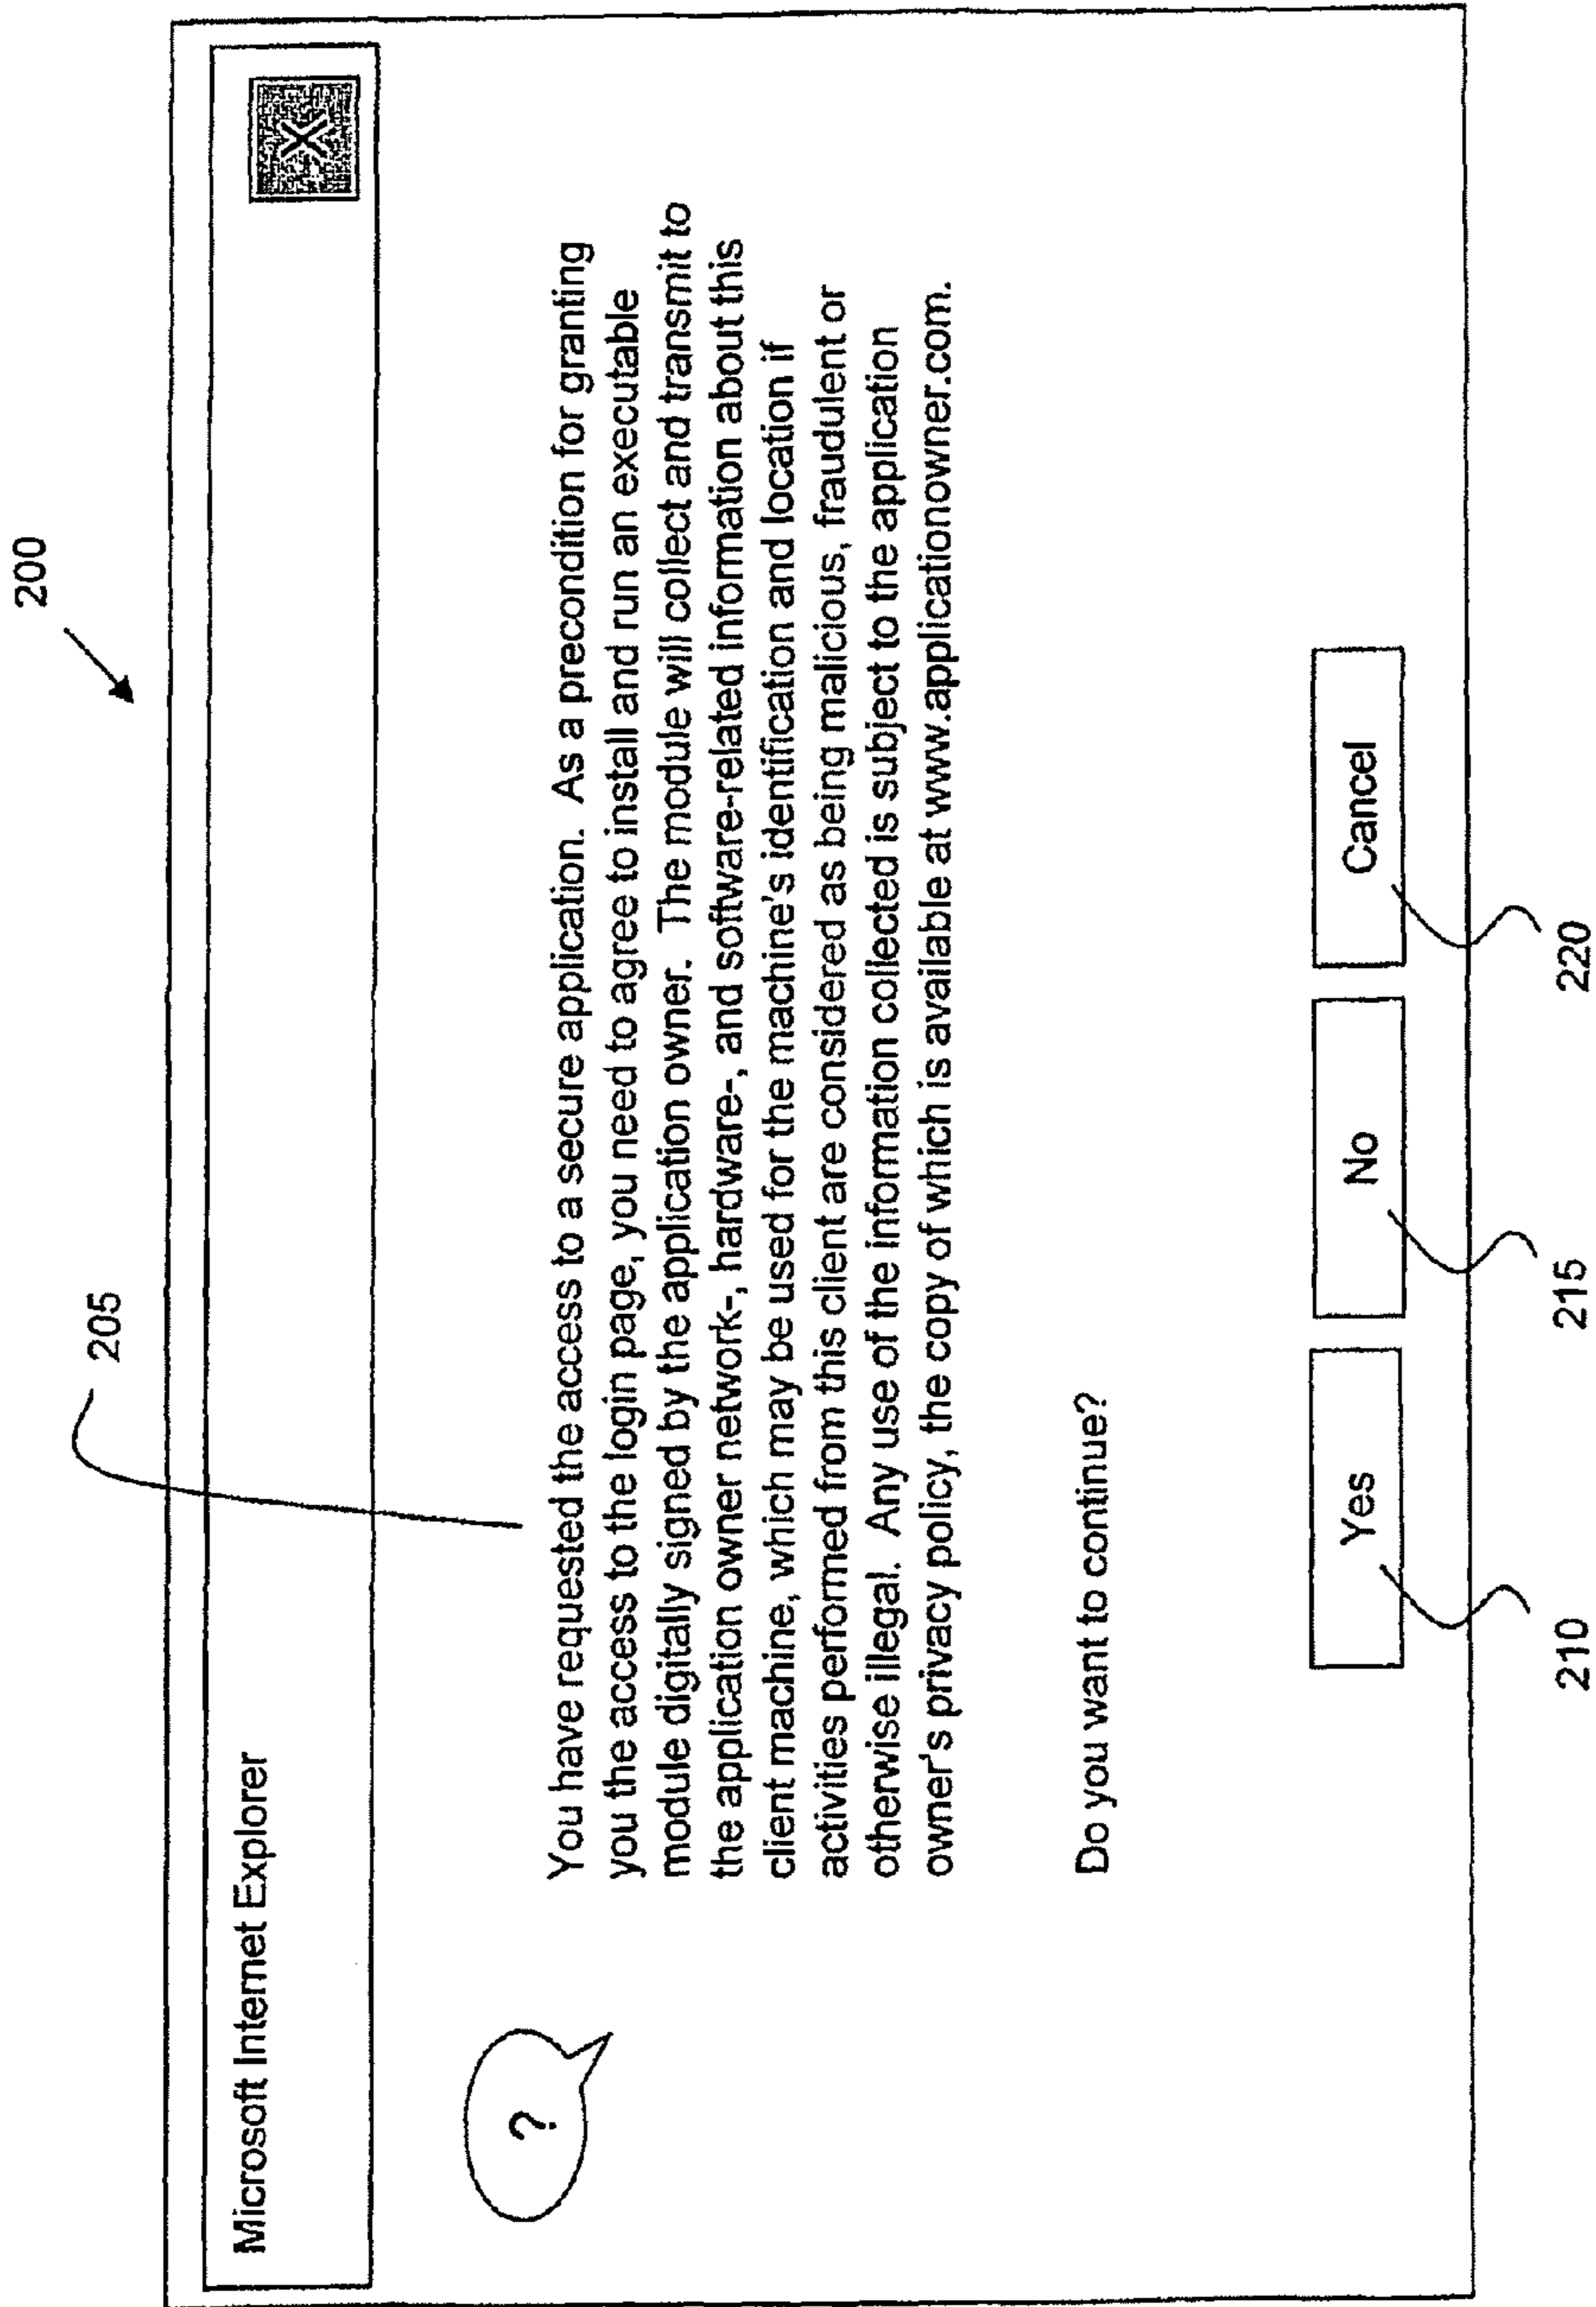 200
205
Microsoft Internet Explorer
X
?
You have requested the access to a secure application. As a precondition for granting
you the access to the login page, you need to agree to install and run an executable
module digitally signed by the application owner. The module will collect and transmit to
the application owner network-, hardware-, and software-related information about this
client machine, which may be used for the machine's identification and location if
activities performed from this client are considered as being malicious, fraudulent or
otherwise illegal. Any use of the information collected is subject to the application
owner's privacy policy, the copy of which is available at www.applicationowner.com.
Do you want to continue?
Yes
No
Cancel
210
215
220